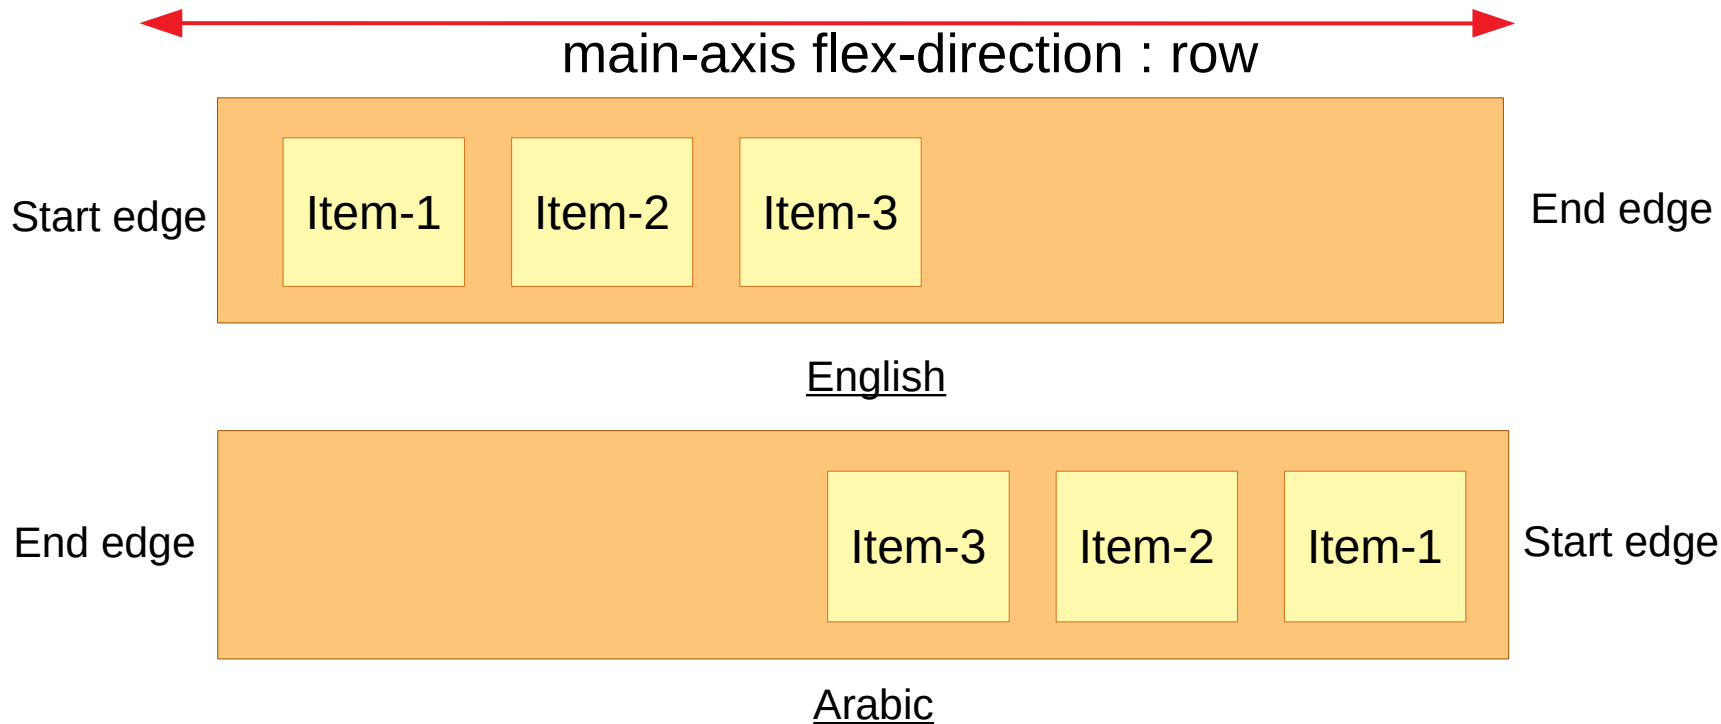 main-axis flex-direction : row
Start edge Item-1 Item-2 Item-3 End edge
English
End edge Item-3 Item-2 Item-1 Start edge
Arabic